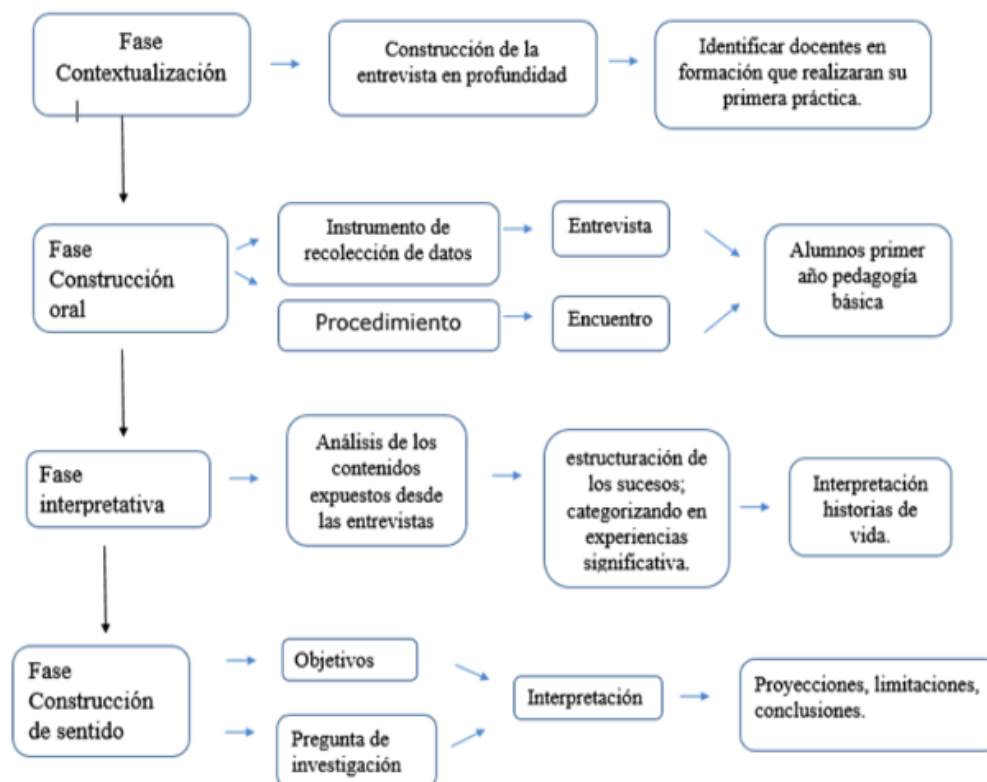 Fase
Contextualización
Construcción de la
entrevista en profundidad
Identificar docentes en
formación que realizaran su
primera práctica.
Fase
Construcción
oral
Instrumento de
recolección de datos
Entrevista
Procedimiento
Encuentro
Alumnos primer
año pedagogía
básica
Fase
interpretativa
Análisis de los
contenidos
expuestos desde
las entrevistas
estructuración de
los sucesos;
categorizando en
experiencias
significativa.
Interpretación
historias de
vida.
Fase
Construcción
de sentido
Objetivos
Pregunta de
investigación
Interpretación
Proyecciones, limitaciones,
conclusiones.